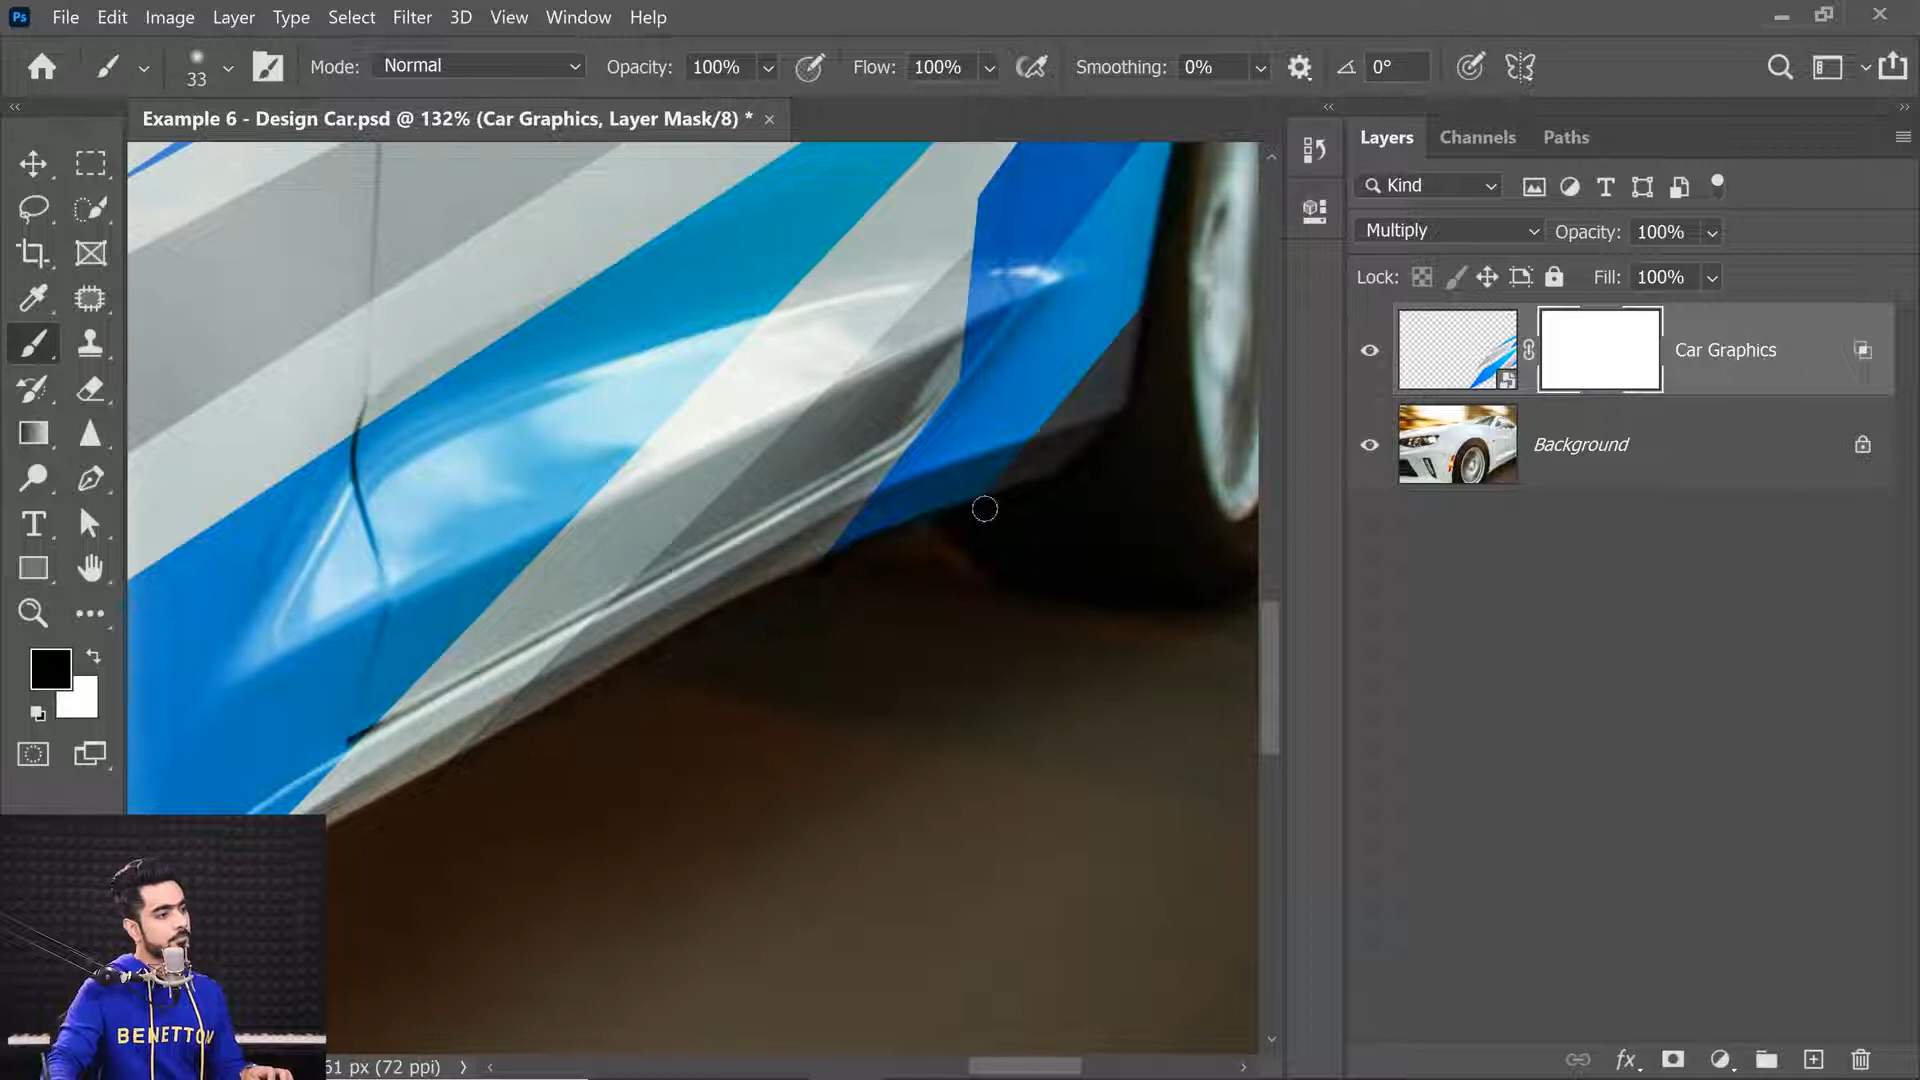 Ps File Edit Image Layer Type Select Filter 3D View Window Help
33 Mode: Normal Opacity: 100% Flow: 100% Smoothing: 0% 0°
Example 6 - Design Car.psd @ 132% (Car Graphics, Layer Mask/8) *
Layers Channels Paths
Kind
Multiply Opacity: 100%
Lock: Fill: 100%
Car Graphics
Background
fx
BENETTON
61 px (72 ppi)